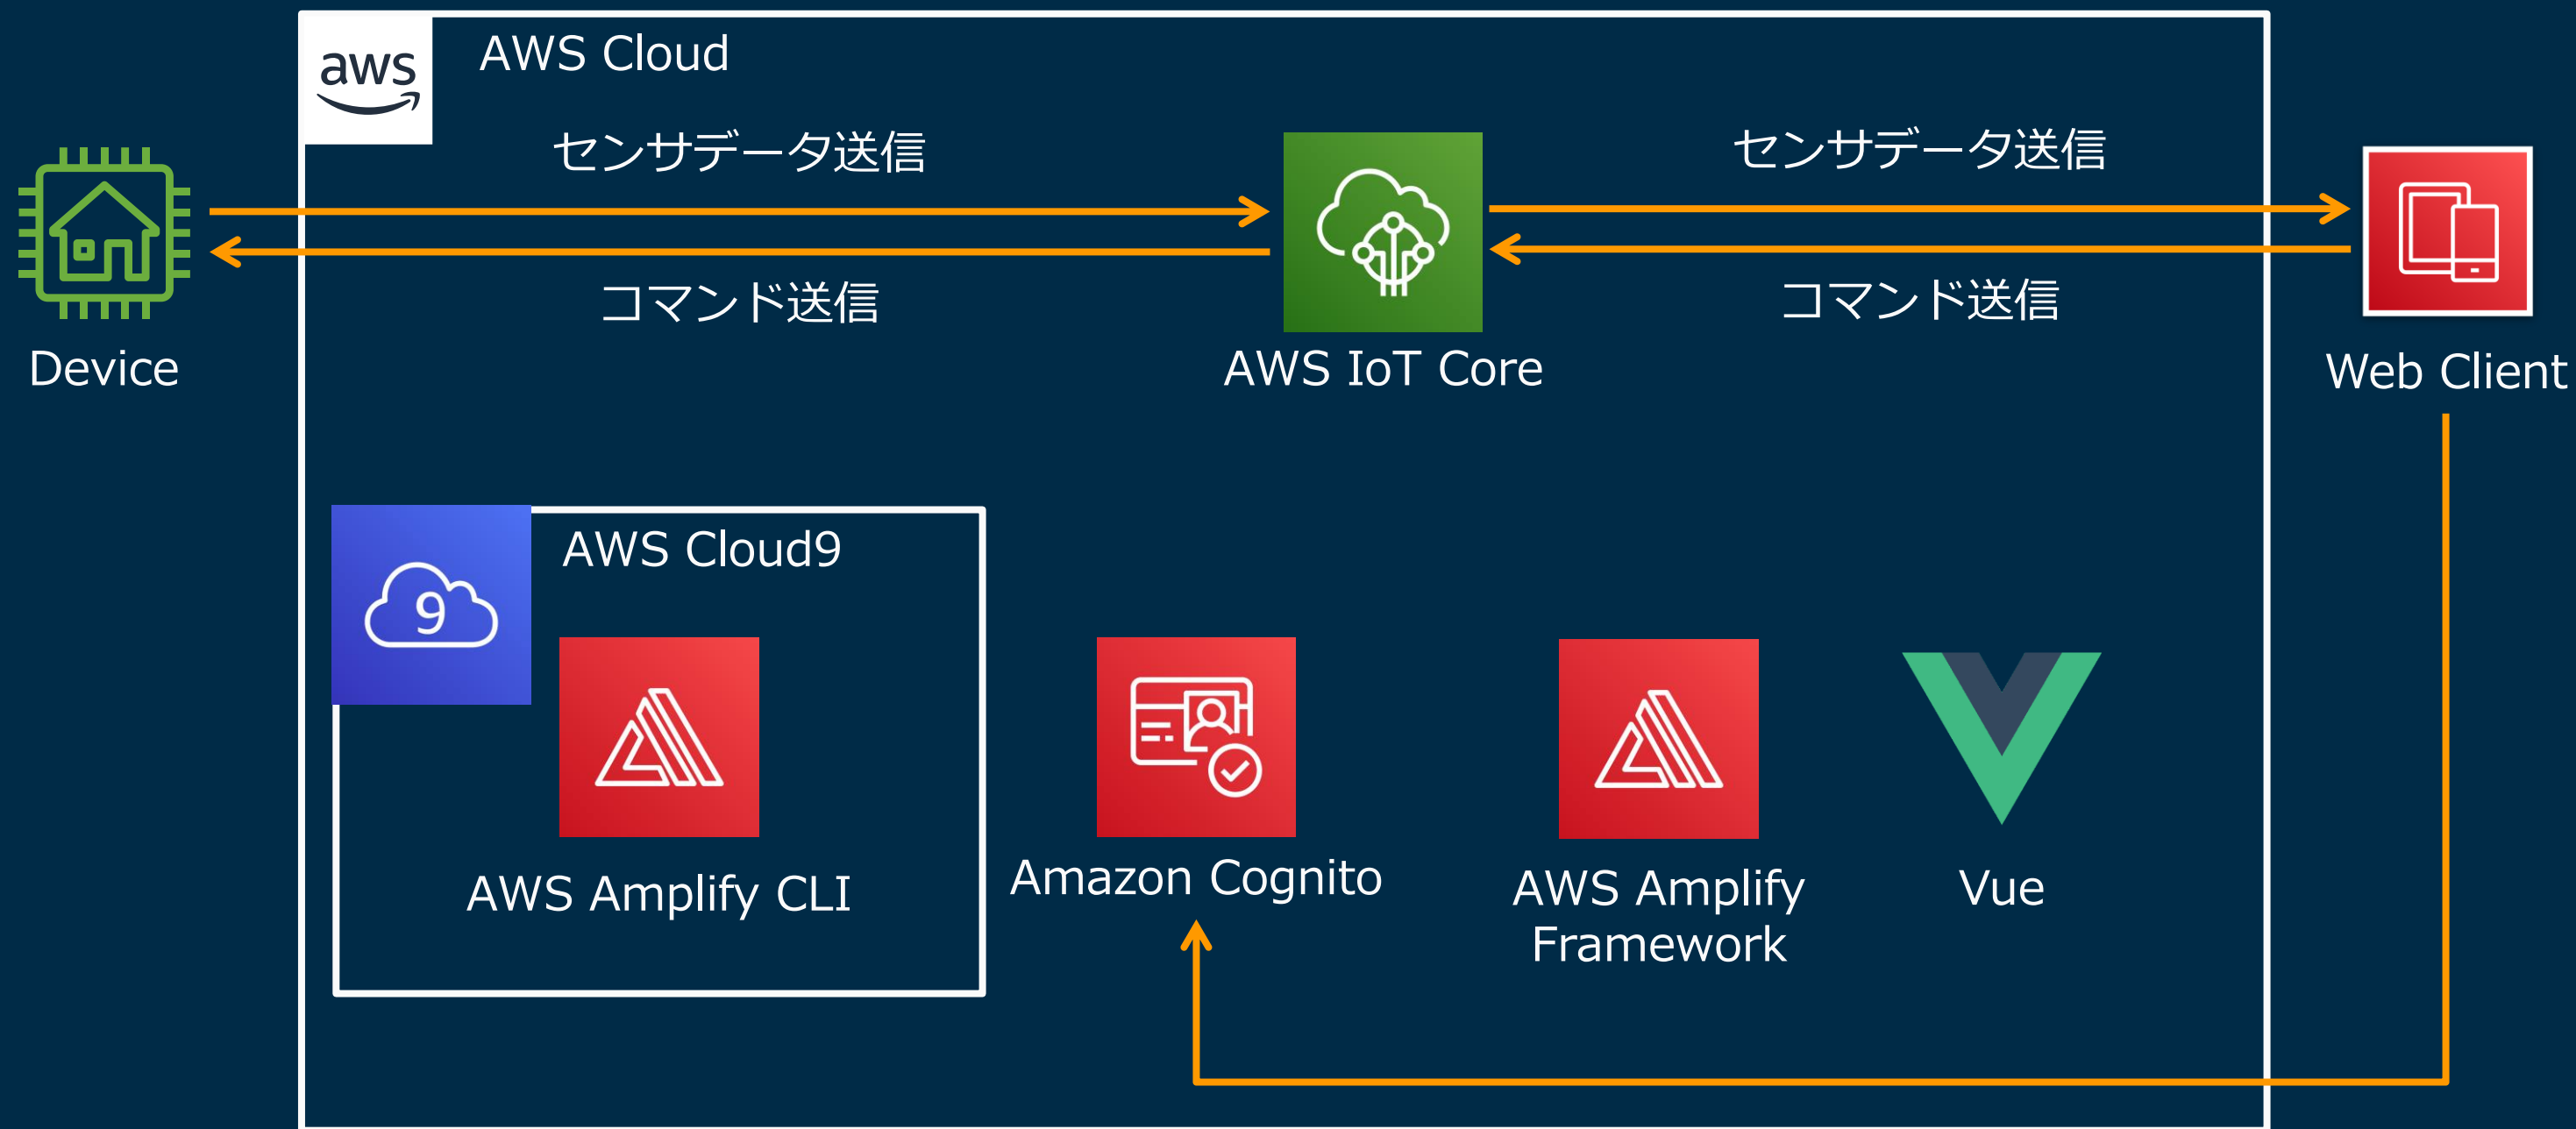 aws
AWS Cloud
センサデータ送信
センサデータ送信
コマンド送信
コマンド送信
Device
AWS IoT Core
Web Client
AWS Cloud9
9
AWS Amplify CLI
Amazon Cognito
AWS Amplify
Framework
Vue